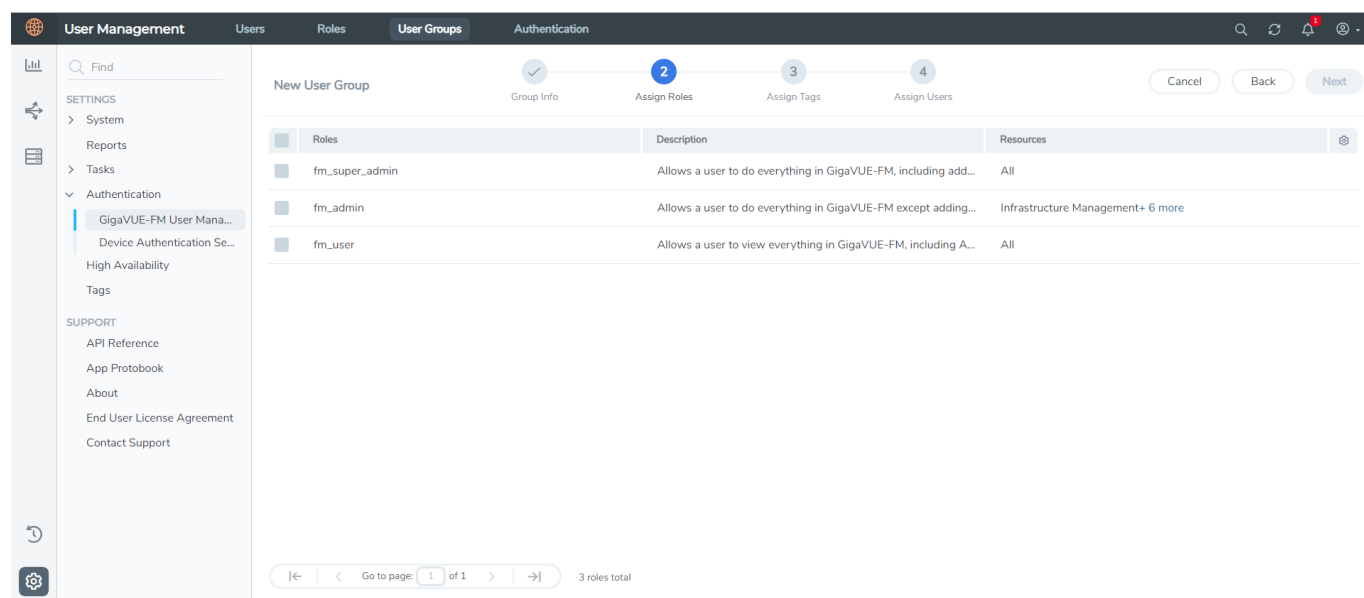 User Management
Users
Roles
User Groups
Authentication
1
Find
SETTINGS
System
Reports
Tasks
Authentication
GigaVUE-FM User Mana...
Device Authentication Se...
High Availability
Tags
SUPPORT
API Reference
App Protobook
About
End User License Agreement
Contact Support
New User Group
Group Info
2
Assign Roles
3
Assign Tags
4
Assign Users
Cancel
Back
Next
Roles Description Resources
fm_super_admin Allows a user to do everything in GigaVUE-FM, including add... All
fm_admin Allows a user to do everything in GigaVUE-FM except adding... Infrastructure Management+ 6 more
fm_user Allows a user to view everything in GigaVUE-FM, including A... All
Go to page: 1 of 1
3 roles total